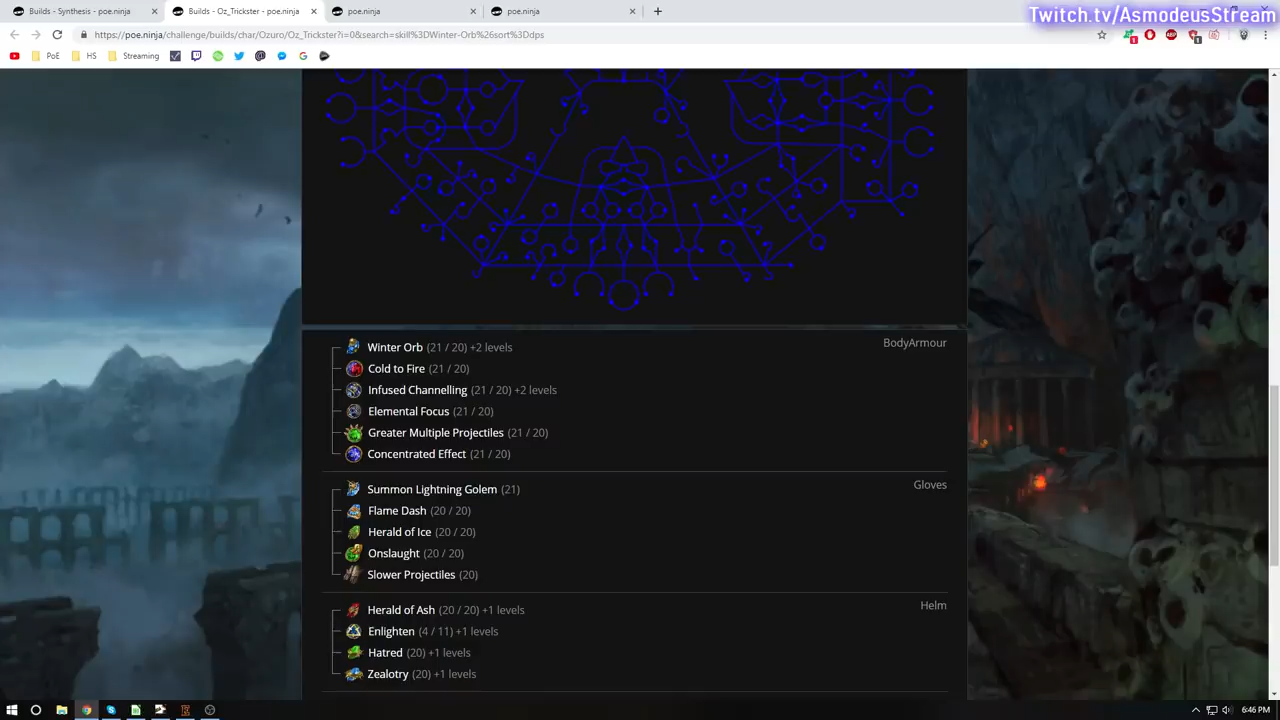 Builds - Synthesis - poe.ninja
Builds - Oz_Trickster - poe.ninja
poe.ninja
poe.ninja
Twitch.tv/AsmodeusStream
https://poe.ninja/challenge/builds/char/Ozuro/Oz_Trickster?i=0&search=skill%3DWinter-Orb%26sort%3Ddps
PoE
HS
Streaming
Winter Orb (21 / 20) +2 levels
BodyArmour
Cold to Fire (21 / 20)
Infused Channelling (21 / 20) +2 levels
Elemental Focus (21 / 20)
Greater Multiple Projectiles (21 / 20)
Concentrated Effect (21 / 20)
Summon Lightning Golem (21)
Gloves
Flame Dash (20 / 20)
Herald of Ice (20 / 20)
Onslaught (20 / 20)
Slower Projectiles (20)
Herald of Ash (20 / 20) +1 levels
Helm
Enlighten (4 / 11) +1 levels
Hatred (20) +1 levels
Zealotry (20) +1 levels
6:46 PM